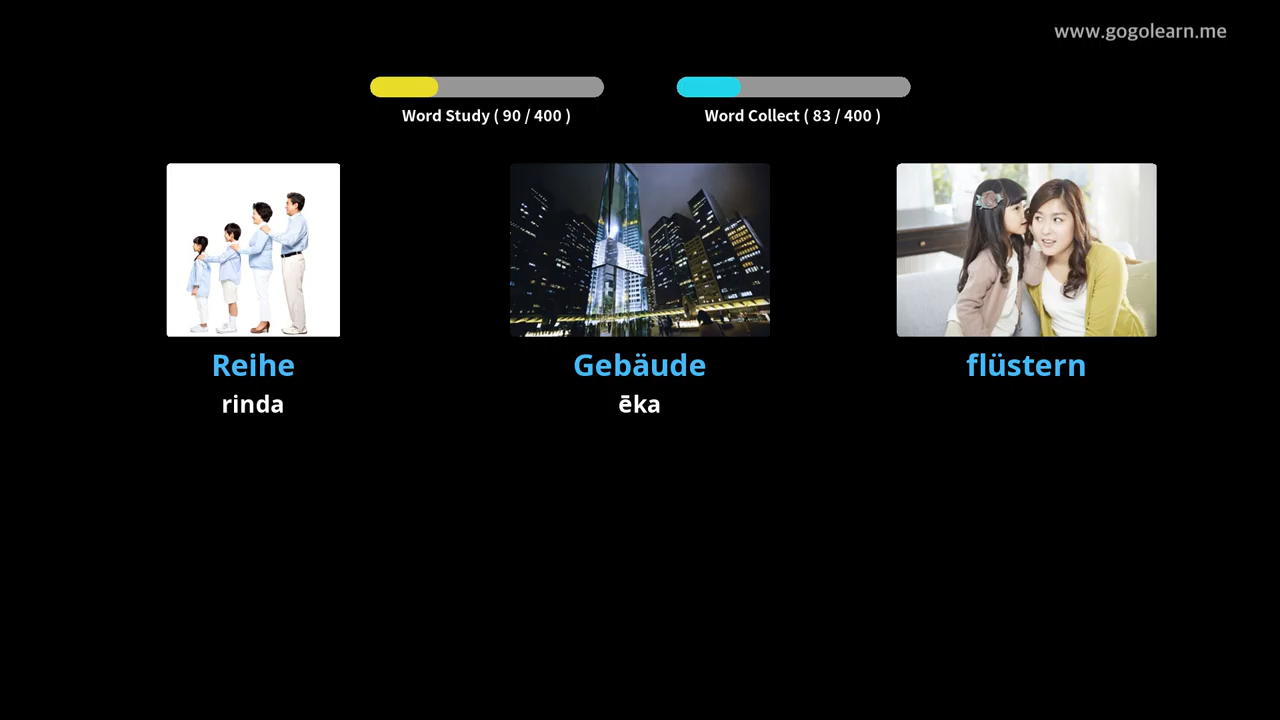 www.gogolearn.me
Word Study ( 90 / 400 )
Word Collect ( 83 / 400 )
Reihe
rinda
Gebäude
ēka
flüstern